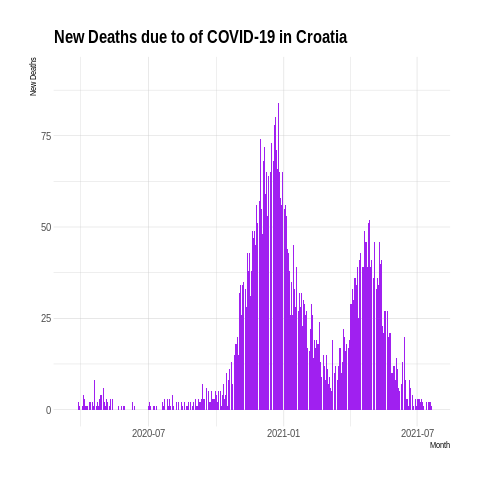 New Deaths due to of COVID-19 in Croatia
New Deaths
75
50
25
0
2020-07
2021-01
2021-07
Month